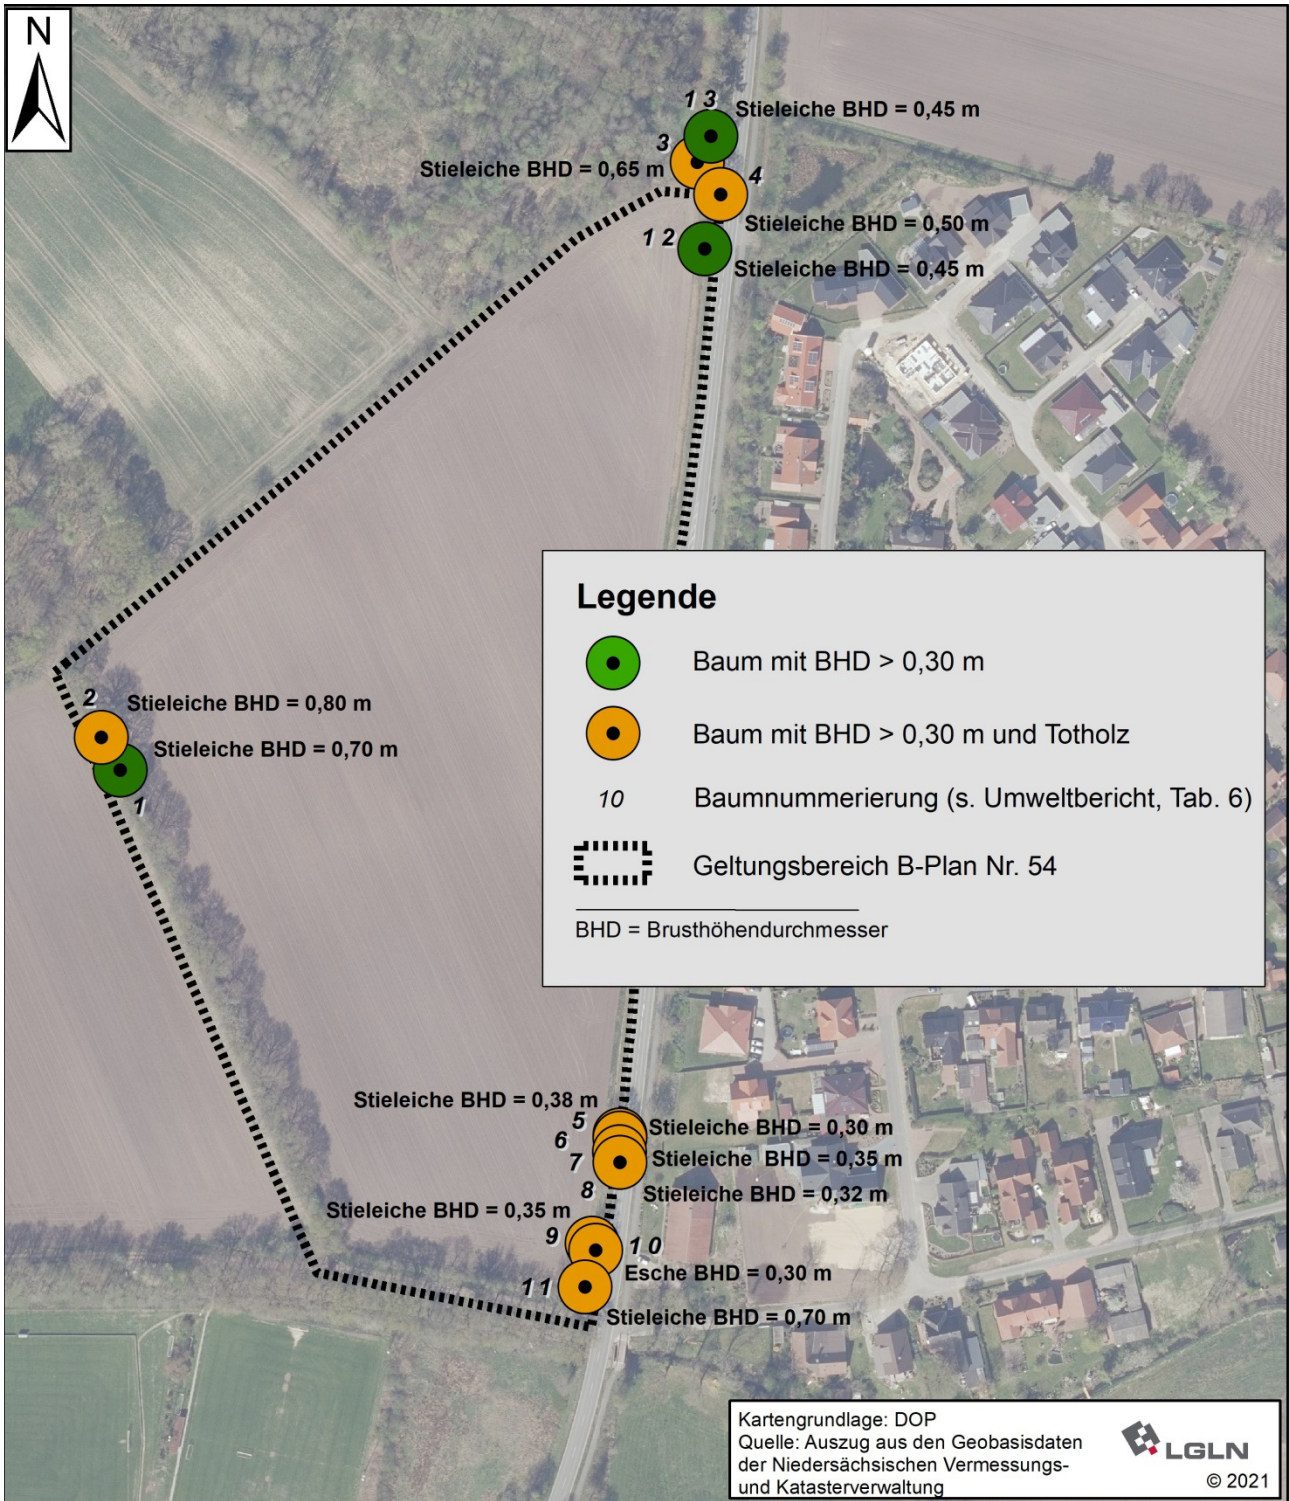 N
1 3
Stieleiche BHD = 0,45 m
3
Stieleiche BHD = 0,65 m
4
Stieleiche BHD = 0,50 m
1 2
Stieleiche BHD = 0,45 m
Legende
Baum mit BHD > 0,30 m
Baum mit BHD > 0,30 m und Totholz
10 Baumnummerierung (s. Umweltbericht, Tab. 6)
Geltungsbereich B-Plan Nr. 54
BHD = Brusthöhendurchmesser
2
Stieleiche BHD = 0,80 m
Stieleiche BHD = 0,70 m
1
Stieleiche BHD = 0,38 m
5
Stieleiche BHD = 0,30 m
6
7
Stieleiche BHD = 0,35 m
8
Stieleiche BHD = 0,32 m
Stieleiche BHD = 0,35 m
9
1 0
Esche BHD = 0,30 m
1 1
Stieleiche BHD = 0,70 m
Kartengrundlage: DOP
Quelle: Auszug aus den Geobasisdaten
der Niedersächsischen Vermessungs-
und Katasterverwaltung
LGLN
© 2021